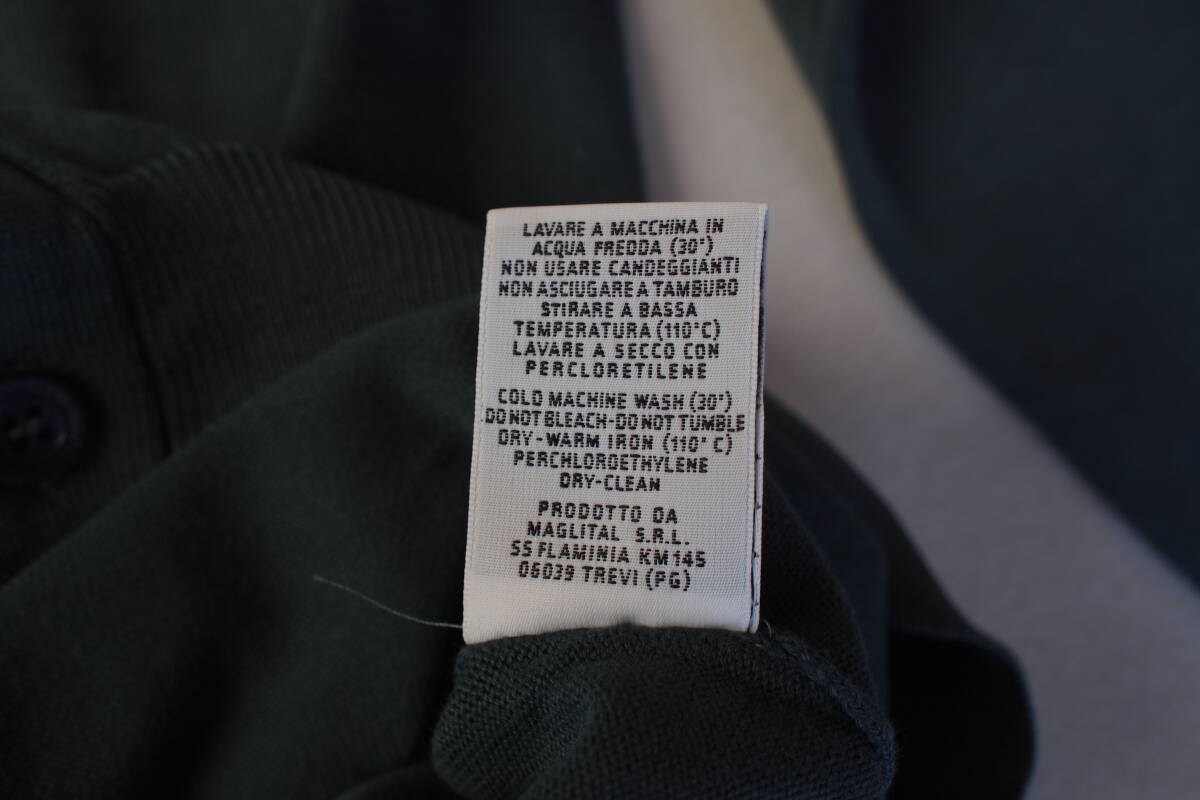 LAVARE A MACCHINA IN
ACQUA FREDDA (30°)
NON USARE CANDEGGIANTI
NON ASCIUGARE A TAMBURO
STIRARE A BASSA
TEMPERATURA (110°C)
LAVARE A SECCO CON
PERCLORETILENE
COLD MACHINE WASH (30°)
DO NOT BLEACH-DO NOT TUMBLE
DRY-WARM IRON (110°C)
PERCHLOROETHYLENE
DRY-CLEAN
PRODOTTO DA
MAGLITAL S.R.L.
SS FLAMINIA KM 145
06039 TREVI (PG)